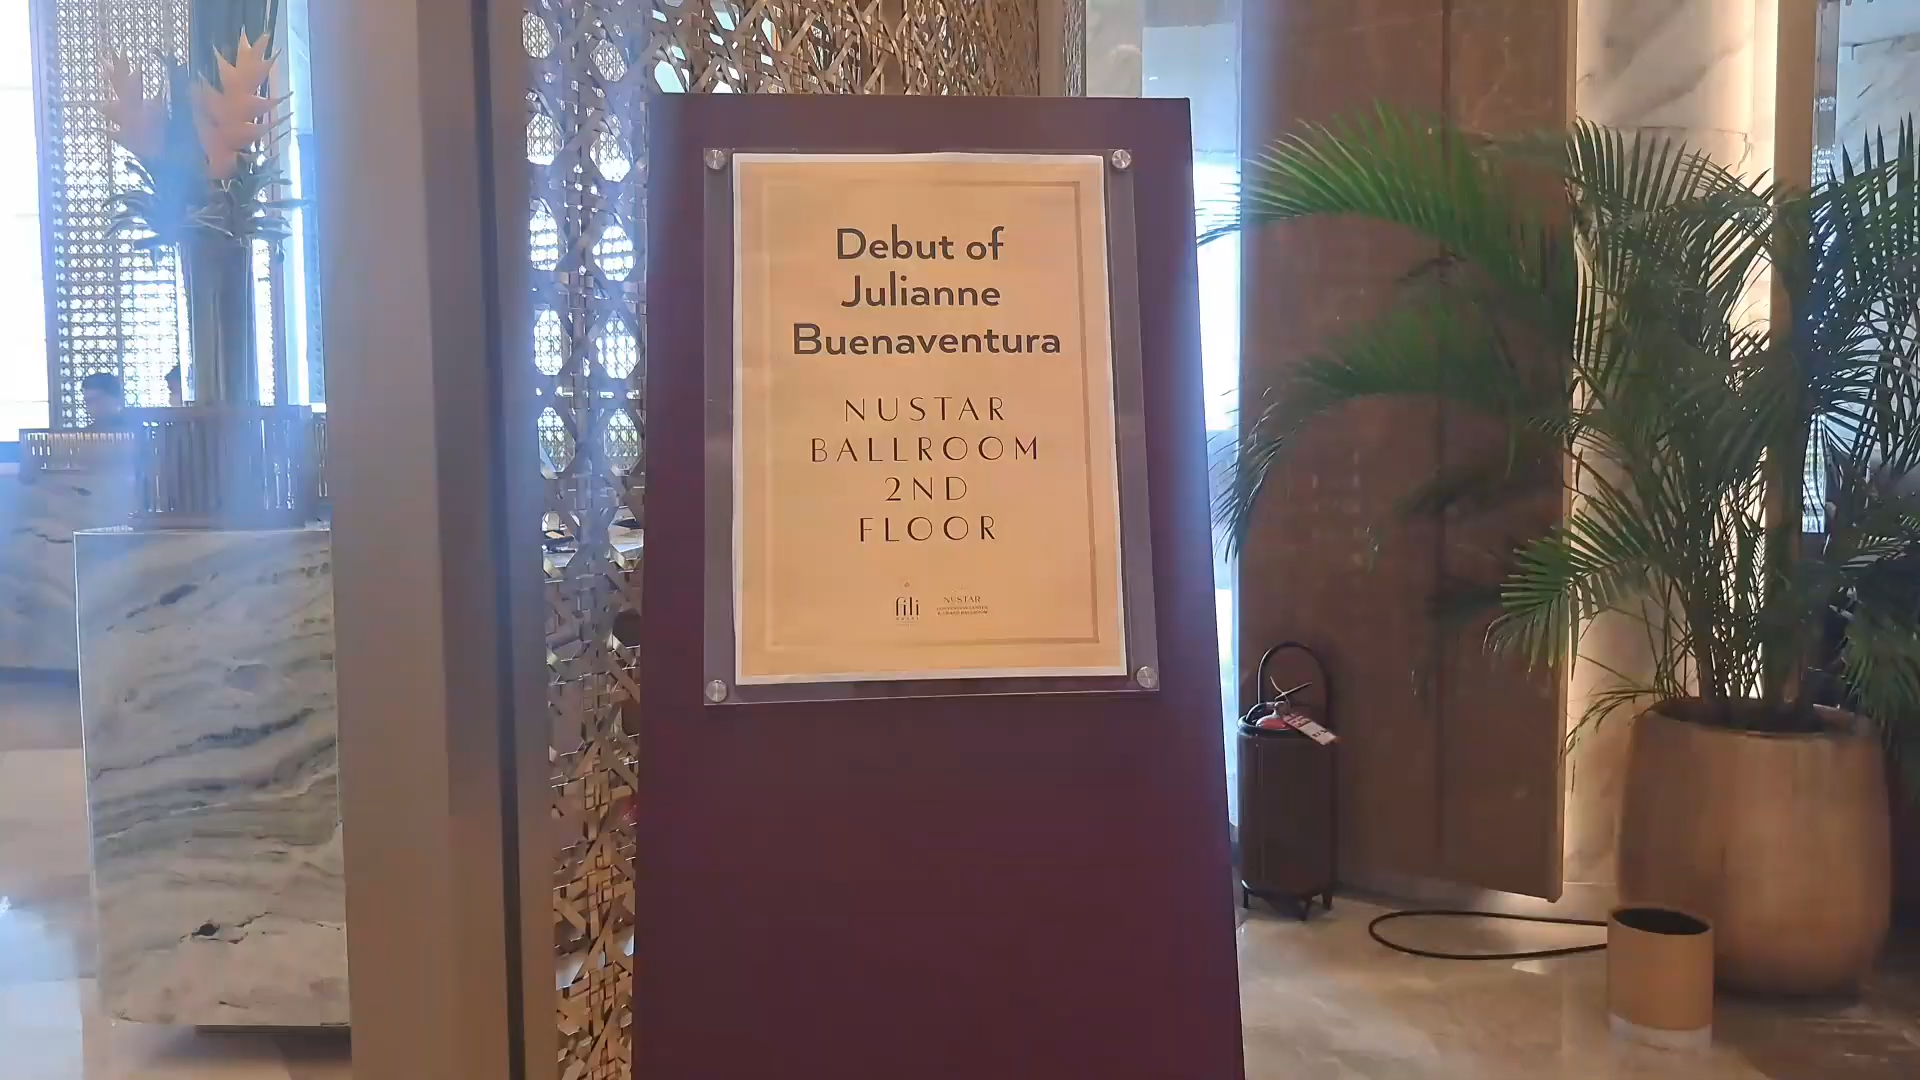 Debut of
Julianne
Buenaventura
NUSTAR
BALLROOM
2ND
FLOOR
fili
NUSTAR